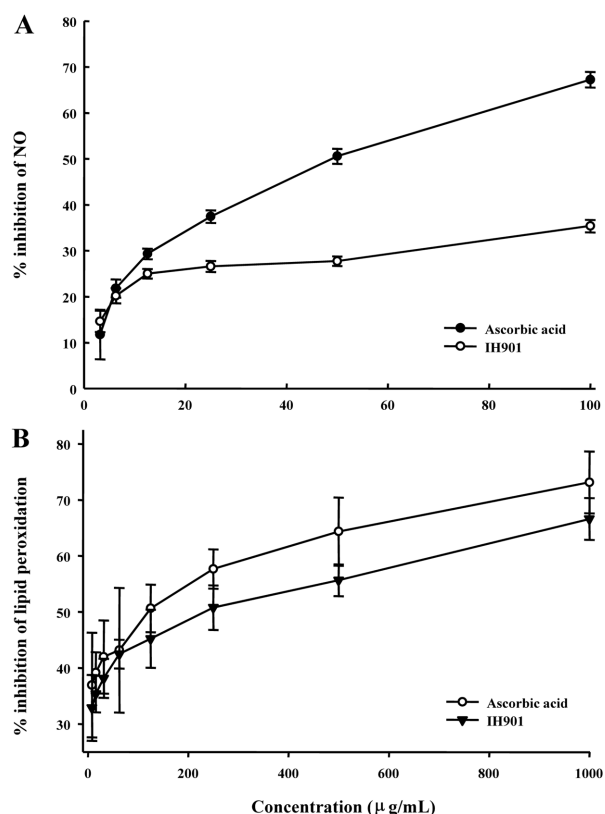 A
80
70
60
50
40
30
20
10
0
% inhibition of NO
Ascorbic acid
IH901
0 20 40 60 80 100
B
80
70
60
50
40
30
% inhibition of lipid peroxidation
Ascorbic acid
IH901
0 200 400 600 800 1000
Concentration (μg/mL)